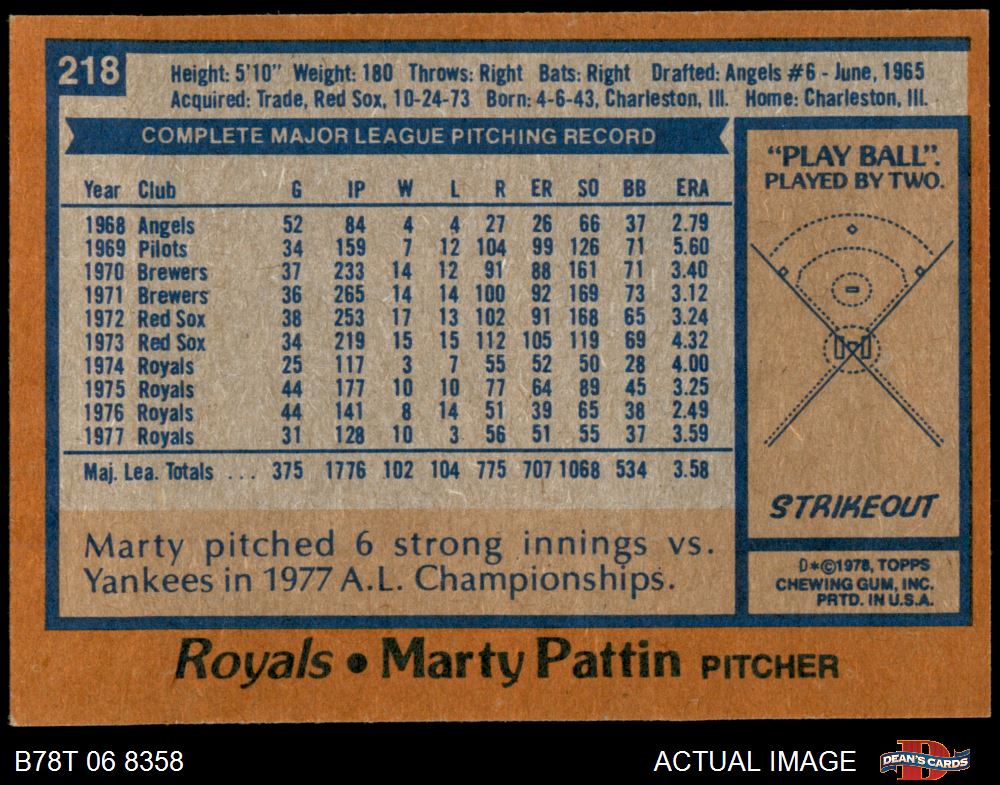 218
Height: 5'10" Weight: 180 Throws: Right Bats: Right Drafted: Angels #6 - June, 1965
Acquired: Trade, Red Sox, 10-24-73 Born: 4-6-43, Charleston, Ill. Home: Charleston, Ill.
COMPLETE MAJOR LEAGUE PITCHING RECORD
Year Club G IP W L R ER SO BB ERA
1968 Angels 52 84 4 4 27 26 66 37 2.79
1969 Pilots 34 159 7 12 104 99 126 71 5.60
1970 Brewers 37 233 14 12 91 88 161 71 3.40
1971 Brewers 36 265 14 14 100 92 169 73 3.12
1972 Red Sox 38 253 17 13 102 91 168 65 3.24
1973 Red Sox 34 219 15 15 112 105 119 69 4.32
1974 Royals 25 117 3 7 55 52 50 28 4.00
1975 Royals 44 177 10 10 77 64 89 45 3.25
1976 Royals 44 141 8 14 51 39 65 38 2.49
1977 Royals 31 128 10 3 56 51 55 37 3.59
Maj. Lea. Totals ... 375 1776 102 104 775 707 1068 534 3.58
Marty pitched 6 strong innings vs.
Yankees in 1977 A.L. Championships.
"PLAY BALL".
PLAYED BY TWO.
STRIKEOUT
D*©1978, TOPPS
CHEWING GUM, INC.
PRTD. IN U.S.A.
Royals • Marty Pattin PITCHER
B78T 06 8358
ACTUAL IMAGE
D
DEAN'S CARDS